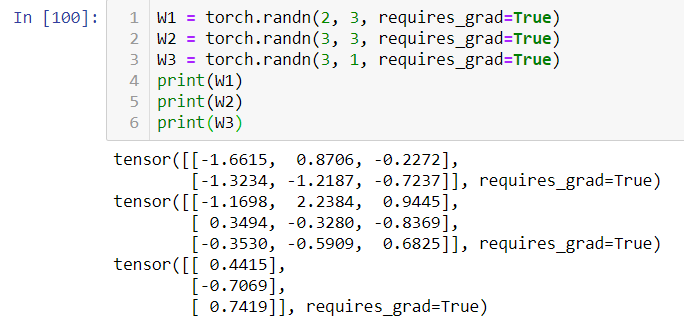 In [100]:
1 W1 = torch.randn(2, 3, requires_grad=True)
2 W2 = torch.randn(3, 3, requires_grad=True)
3 W3 = torch.randn(3, 1, requires_grad=True)
4 print(W1)
5 print(W2)
6 print(W3)
tensor([[-1.6615,  0.8706, -0.2272],
        [-1.3234, -1.2187, -0.7237]], requires_grad=True)
tensor([[-1.1698,  2.2384,  0.9445],
        [ 0.3494, -0.3280, -0.8369],
        [-0.3530, -0.5909,  0.6825]], requires_grad=True)
tensor([[ 0.4415],
        [-0.7069],
        [ 0.7419]], requires_grad=True)